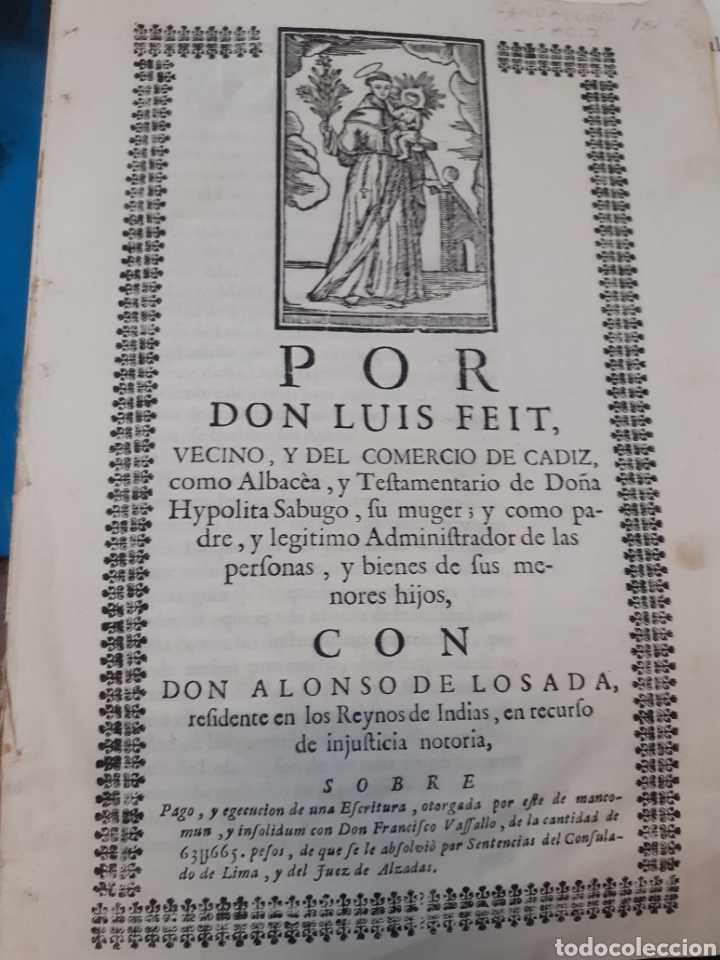 POR
DON LUIS FEIT,
VECINO, Y DEL COMERCIO DE CADIZ,
como Albacèa, y Teſtamentario de Doña
Hypolita Sabugo, ſu muger; y como pa-
dre, y legitimo Adminiſtrador de las
perſonas, y bienes de ſus me-
nores hijos,
CON
DON ALONSO DE LOSADA,
reſidente en los Reynos de Indias, en recurſo
de injuſticia notoria,
SOBRE
Pago, y egecucion de una Eſcritura, otorgada por eſte de manco-
mun, y inſolidum con Don Franciſco Vaſſallo, de la cantidad de
63U665. peſos, de que ſe le abſolviò por Sentencias del Conſula-
do de Lima, y del Juez de Alzadas.
todocoleccion